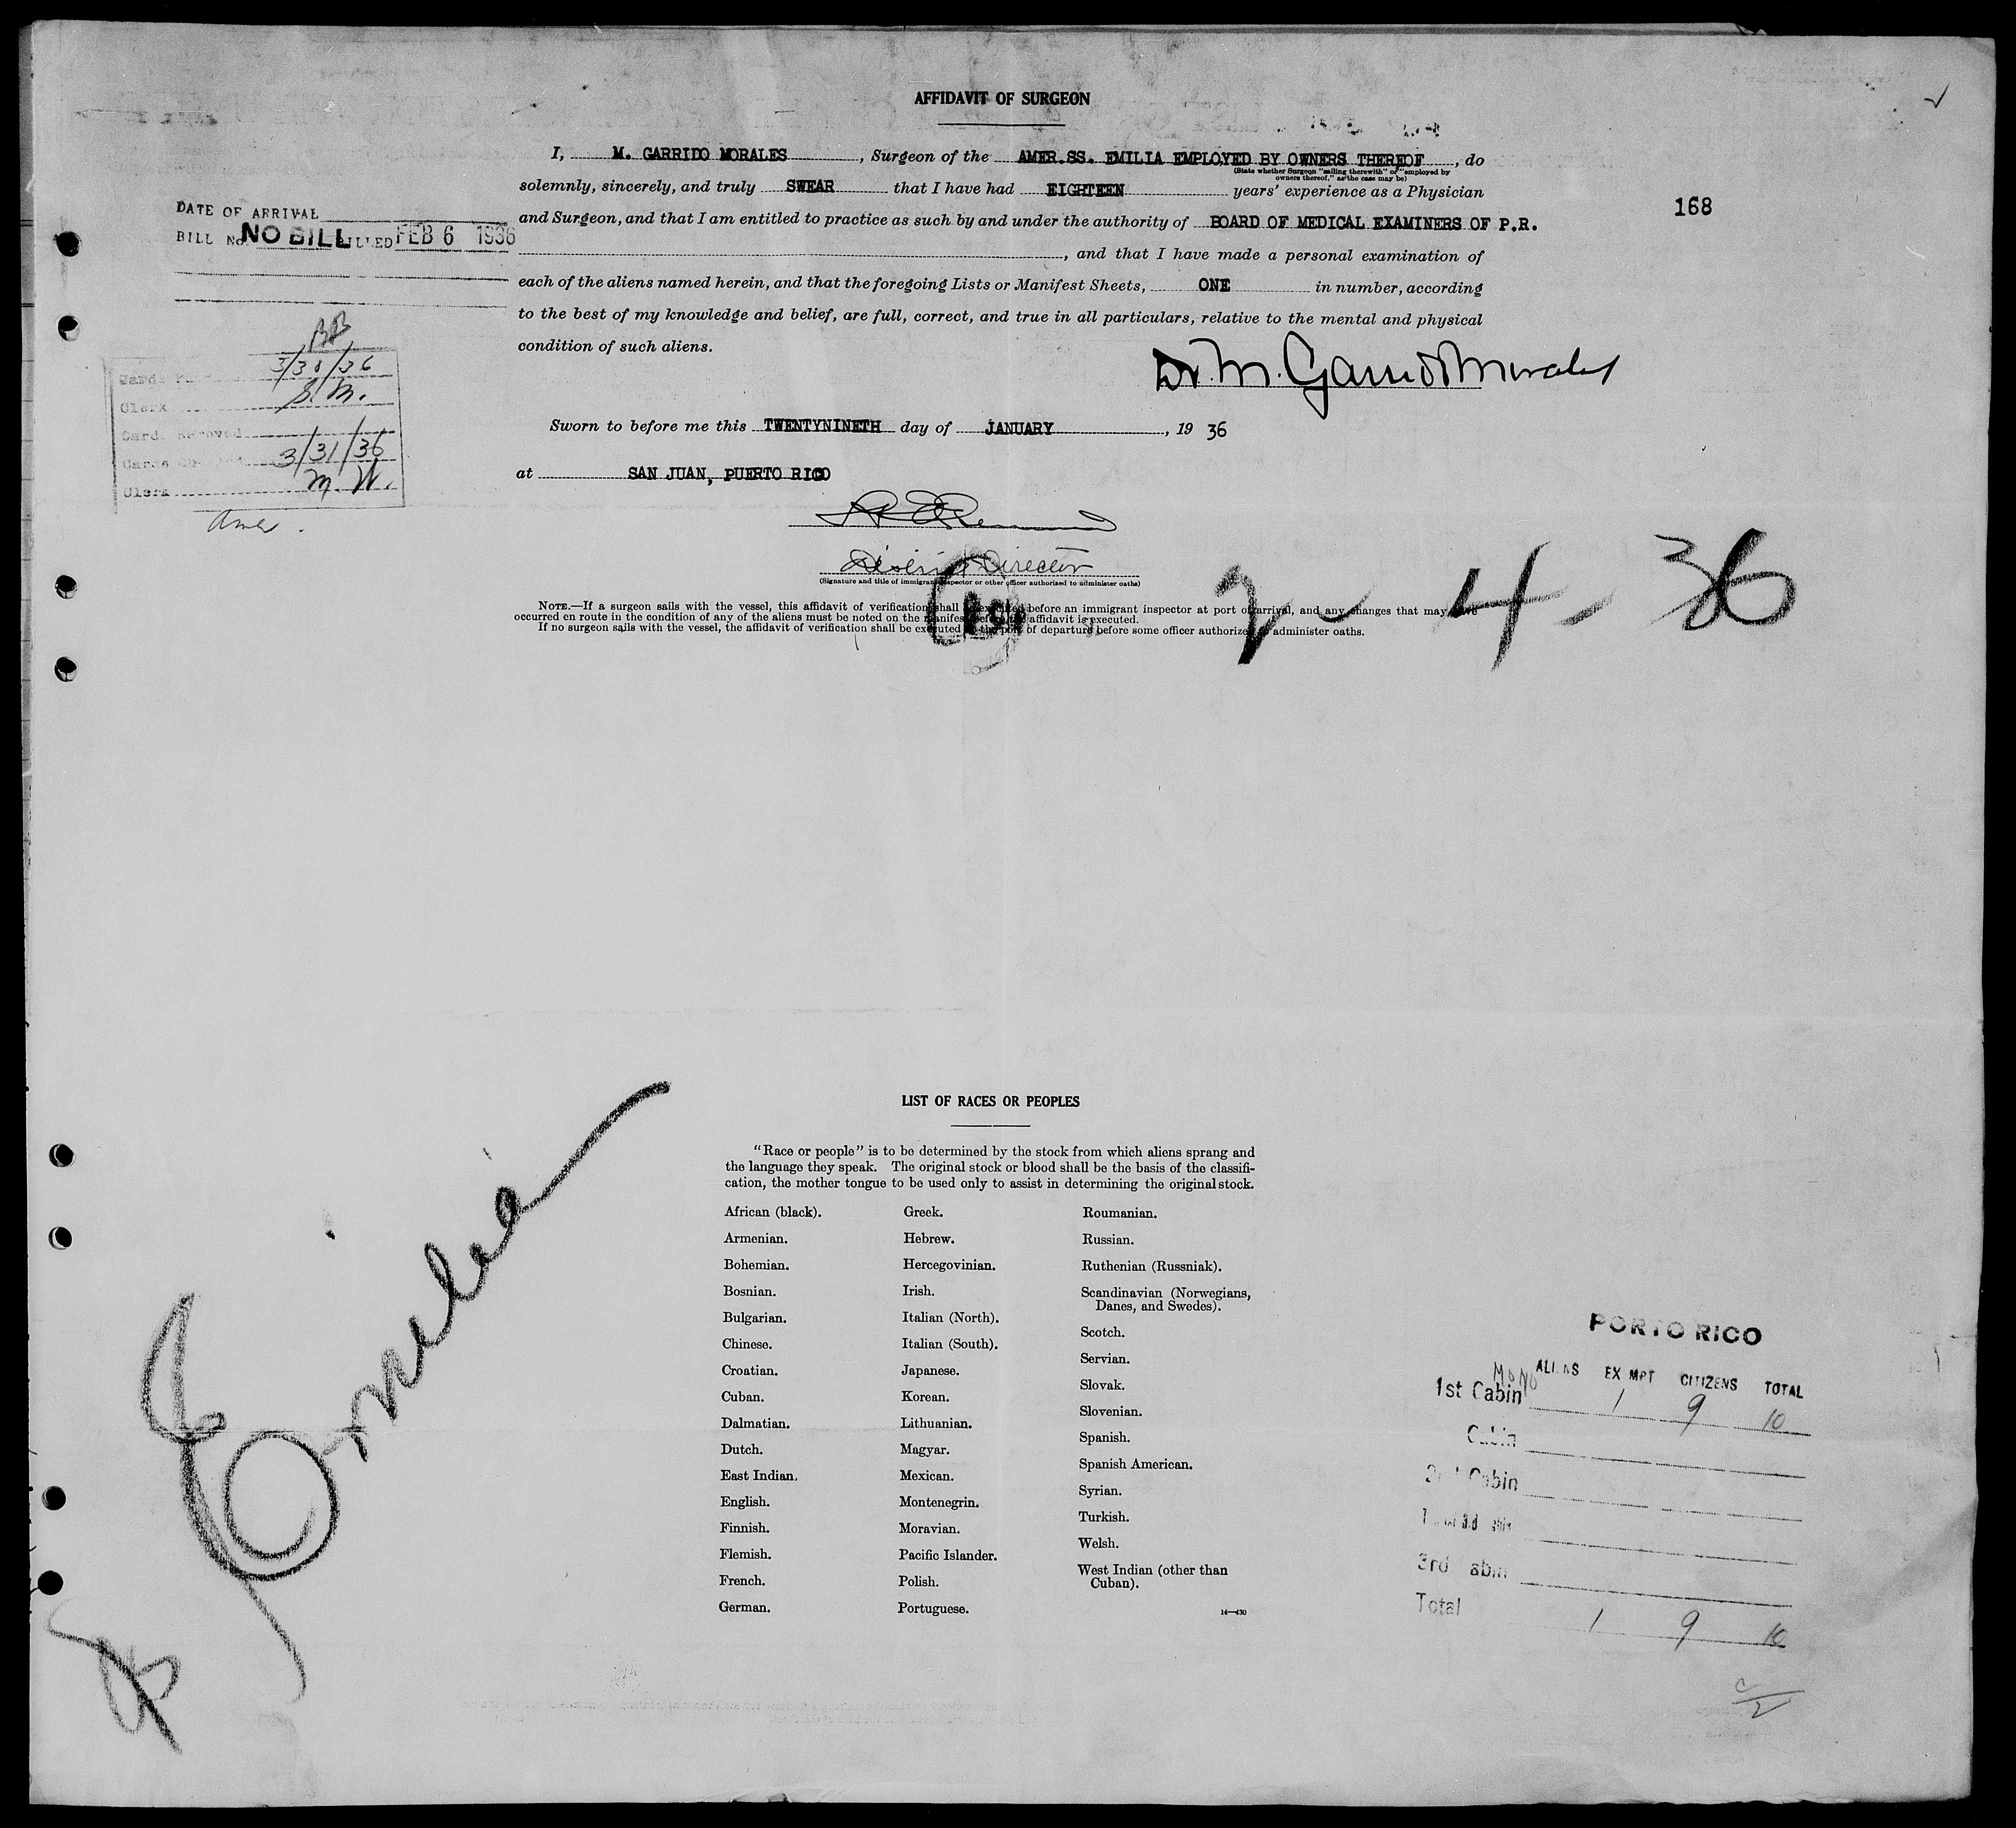 AFFIDAVIT OF SURGEON
I, M. GARRIDO MORALES, Surgeon of the AMER.SS. EMILIA EMPLOYED BY OWNERS THEREOF, do
(State whether Surgeon "sailing therewith" or "employed by
owners thereof," as the case may be)
solemnly, sincerely, and truly SWEAR that I have had EIGHTEEN years' experience as a Physician
and Surgeon, and that I am entitled to practice as such by and under the authority of BOARD OF MEDICAL EXAMINERS OF P.R.
, and that I have made a personal examination of
each of the aliens named herein, and that the foregoing Lists or Manifest Sheets, ONE in number, according
to the best of my knowledge and belief, are full, correct, and true in all particulars, relative to the mental and physical
condition of such aliens.
168
DATE OF ARRIVAL
BILL No. NO BILL BILLED FEB 6 1936
BB
3/30/36
Clerk S. M.
3/31/36
Clerk M. W.
Amer.
Dr. M. Garrido Morales
Sworn to before me this TWENTYNINETH day of JANUARY, 19 36
at SAN JUAN, PUERTO RICO
District Director
(Signature and title of immigrant inspector or other officer authorized to administer oaths)
2 - 4 - 36
NOTE.—If a surgeon sails with the vessel, this affidavit of verification shall be executed before an immigrant inspector at port of arrival, and any changes that may have
occurred en route in the condition of any of the aliens must be noted on the manifest before the affidavit is executed.
If no surgeon sails with the vessel, the affidavit of verification shall be executed at the port of departure before some officer authorized to administer oaths.
Emilia
LIST OF RACES OR PEOPLES
"Race or people" is to be determined by the stock from which aliens sprang and
the language they speak. The original stock or blood shall be the basis of the classifi-
cation, the mother tongue to be used only to assist in determining the original stock.
African (black).
Armenian.
Bohemian.
Bosnian.
Bulgarian.
Chinese.
Croatian.
Cuban.
Dalmatian.
Dutch.
East Indian.
English.
Finnish.
Flemish.
French.
German.
Greek.
Hebrew.
Hercegovinian.
Irish.
Italian (North).
Italian (South).
Japanese.
Korean.
Lithuanian.
Magyar.
Mexican.
Montenegrin.
Moravian.
Pacific Islander.
Polish.
Portuguese.
Roumanian.
Russian.
Ruthenian (Russniak).
Scandinavian (Norwegians,
Danes, and Swedes).
Scotch.
Servian.
Slovak.
Slovenian.
Spanish.
Spanish American.
Syrian.
Turkish.
Welsh.
West Indian (other than
Cuban).
14—430
PORTO RICO
ALIENS EXEMPT CITIZENS TOTAL
1st Cabin 1 9 10
Cabin
2nd Cabin
3rd Cabin
Total 1 9 10